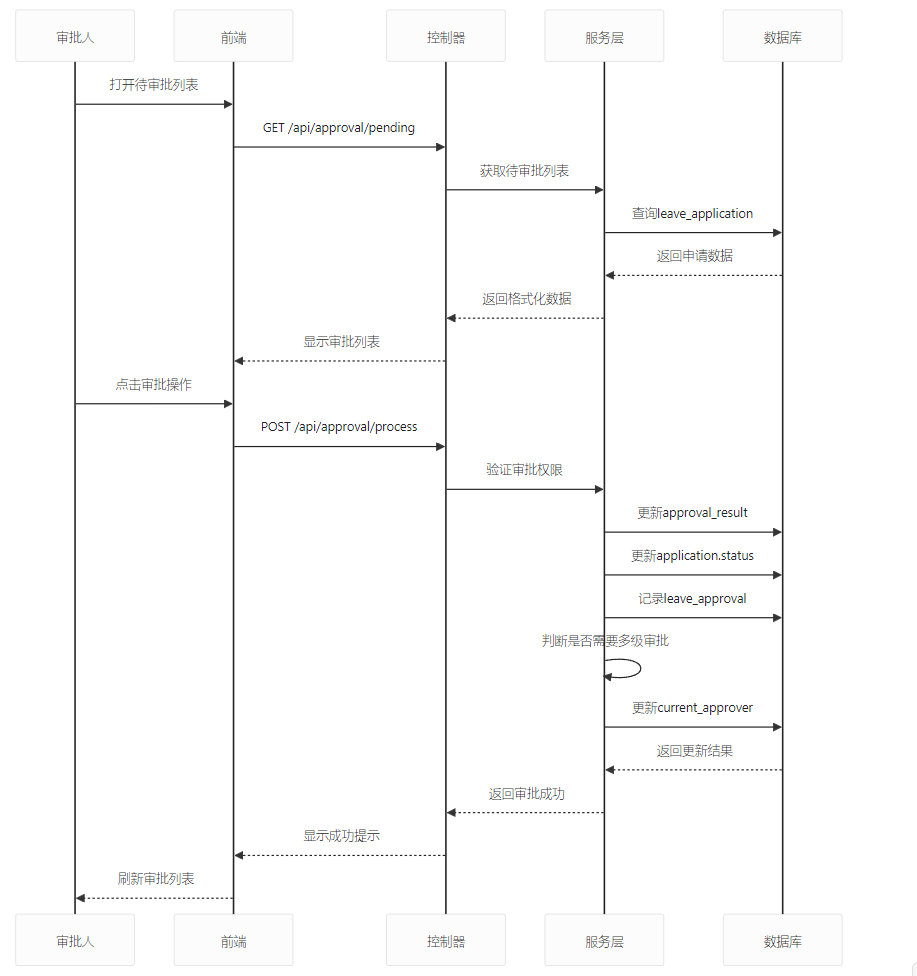 审批人
前端
控制器
服务层
数据库
打开待审批列表
GET /api/approval/pending
获取待审批列表
查询leave_application
返回申请数据
返回格式化数据
显示审批列表
点击审批操作
POST /api/approval/process
验证审批权限
更新approval_result
更新application.status
记录leave_approval
判断是否需要多级审批
更新current_approver
返回更新结果
返回审批成功
显示成功提示
刷新审批列表
审批人
前端
控制器
服务层
数据库